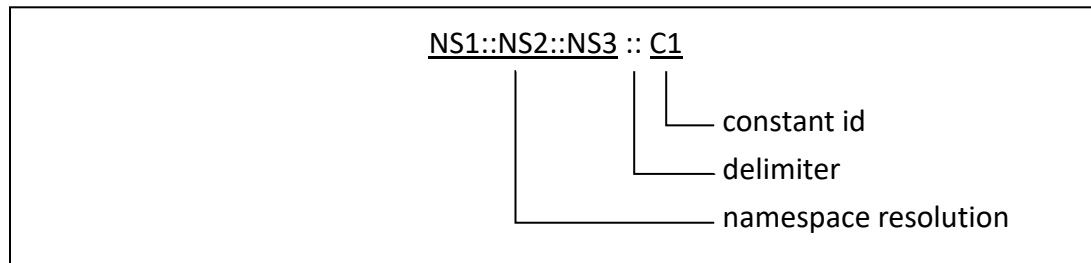 NS1::NS2::NS3 :: C1
constant id
delimiter
namespace resolution